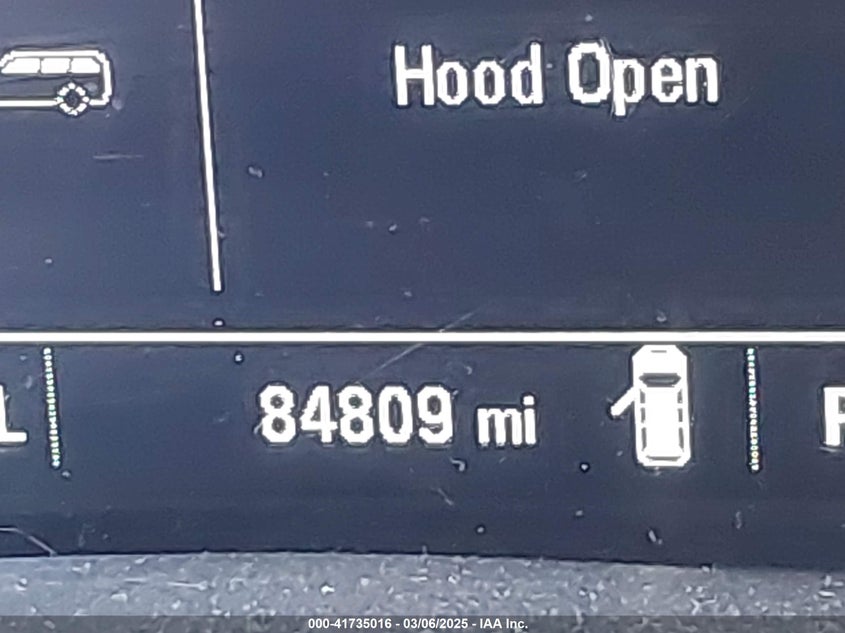 Hood Open
L 84809 mi
000-41735016 - 03/06/2025 - IAA Inc.